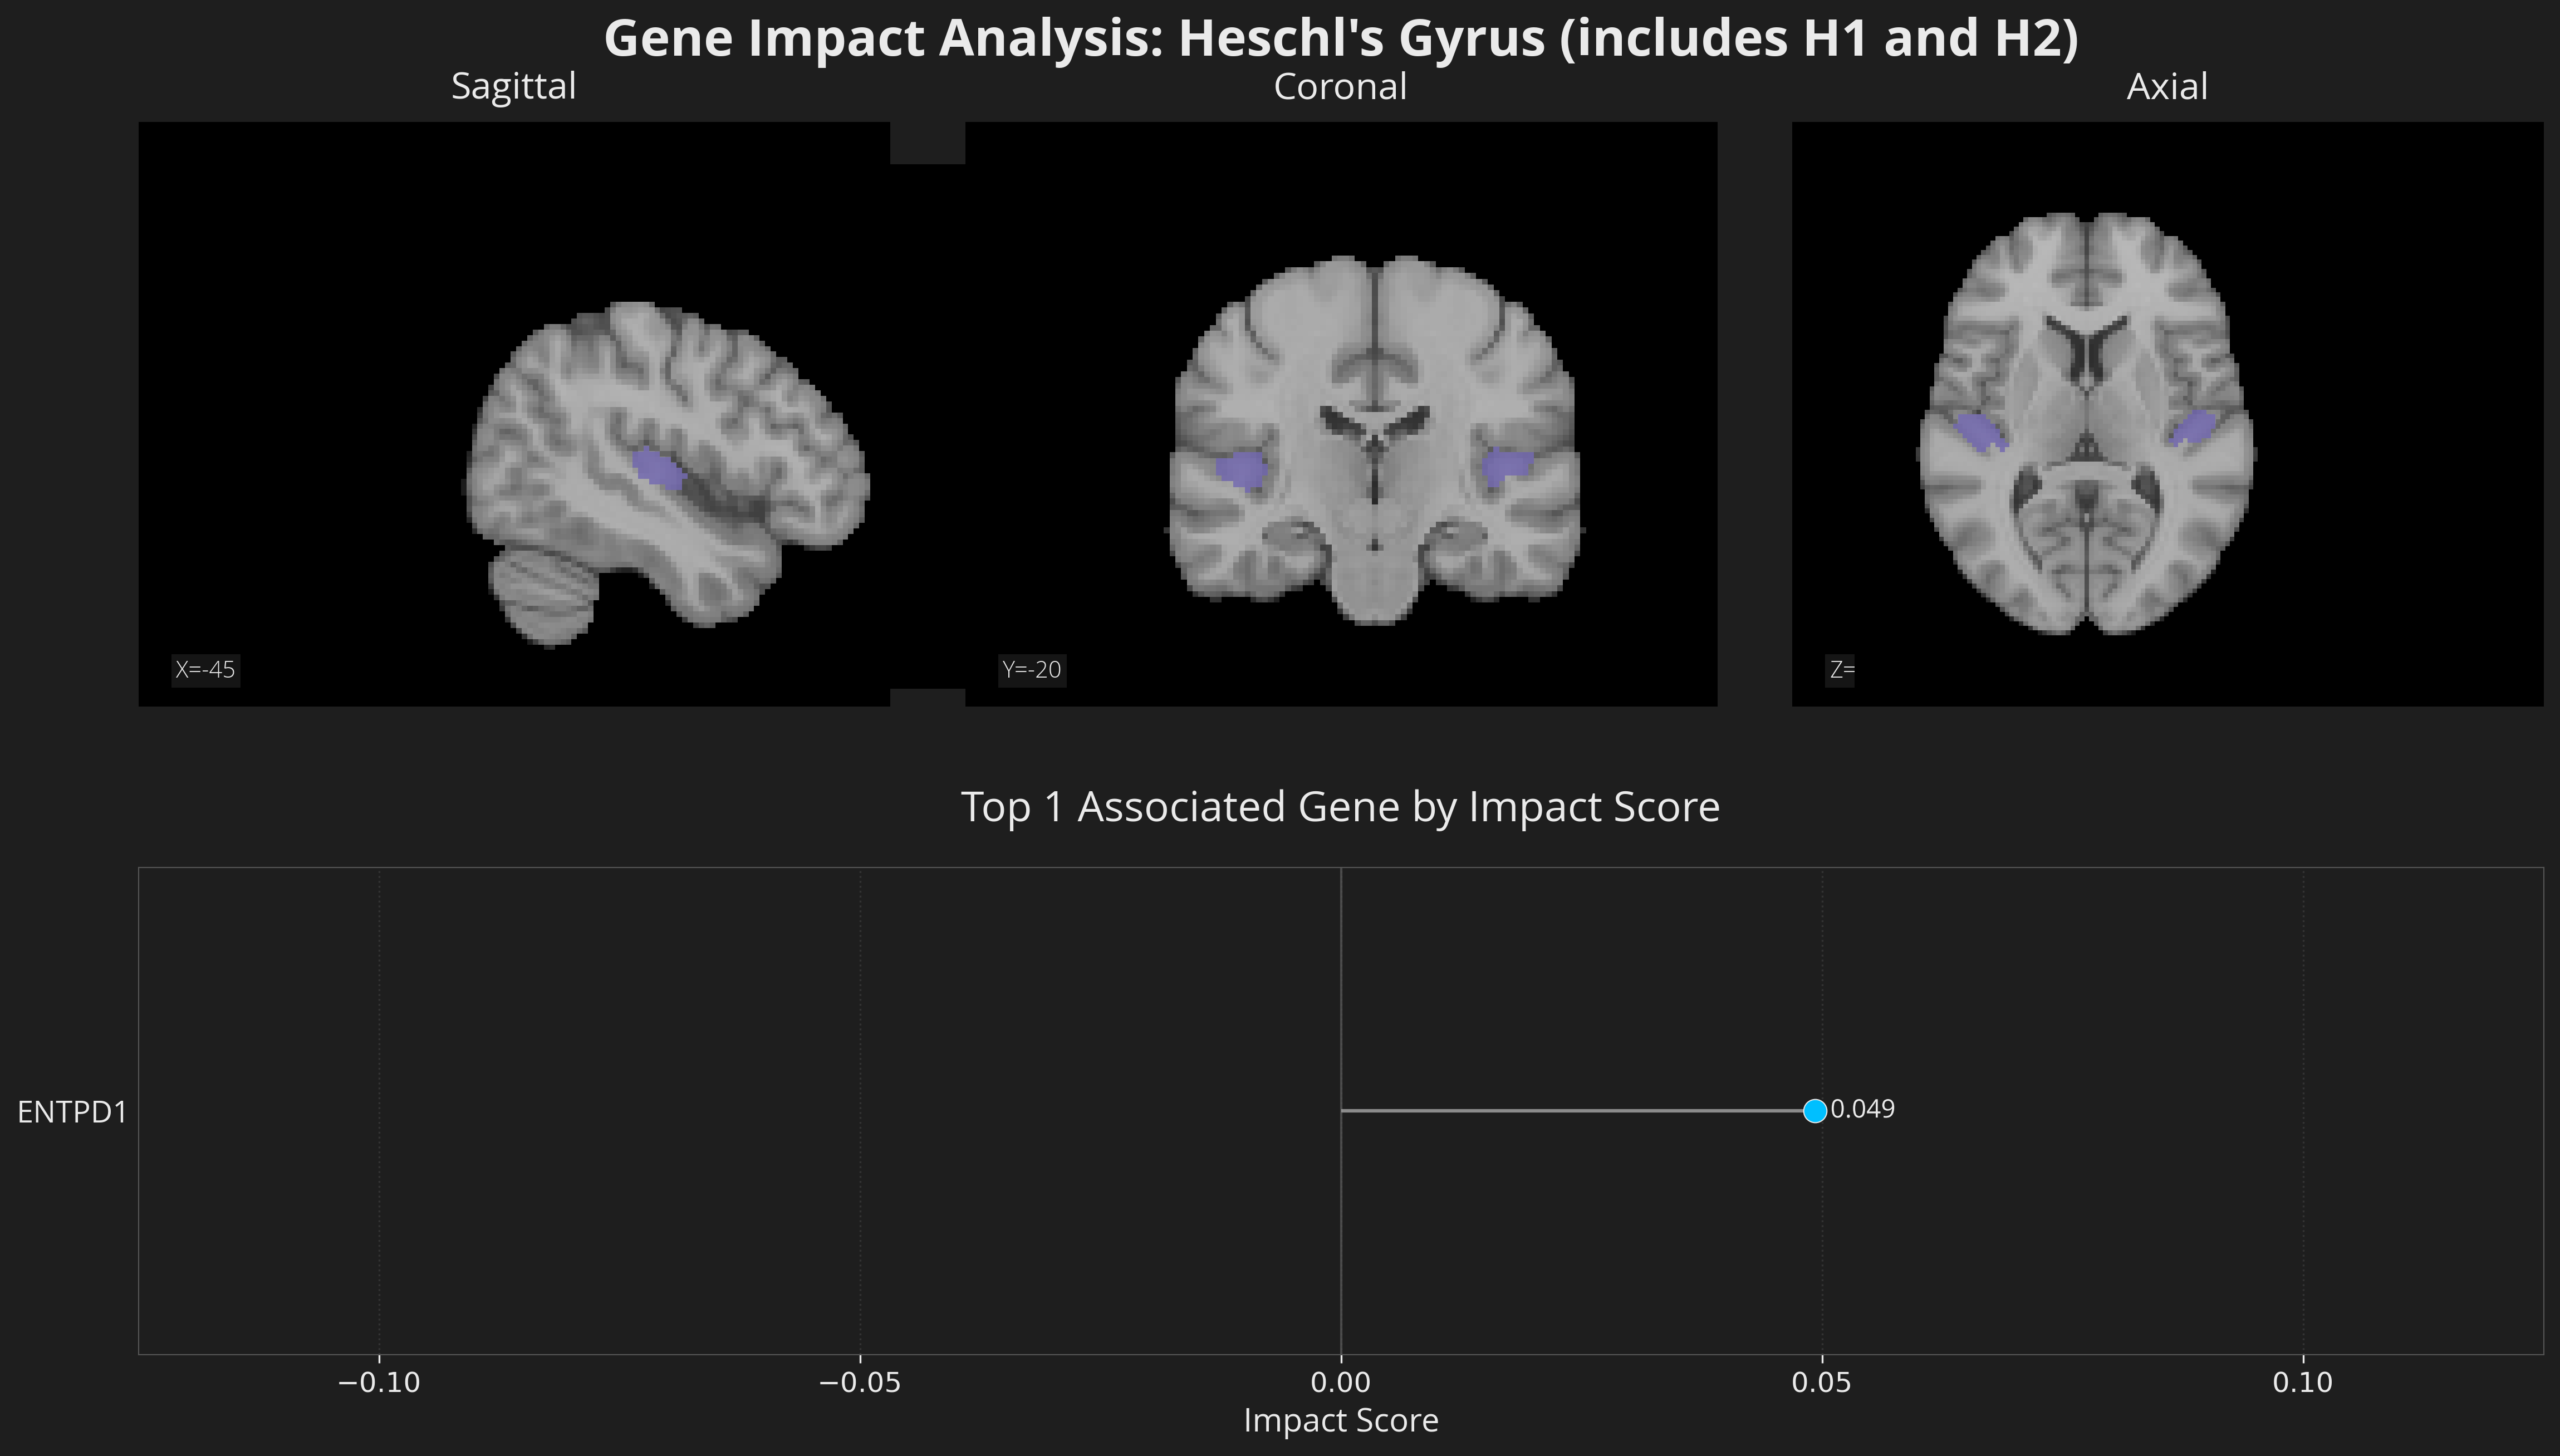 Gene Impact Analysis: Heschl's Gyrus (includes H1 and H2)
Sagittal
Coronal
Axial
X=-45
Y=-20
Z=
Top 1 Associated Gene by Impact Score
ENTPD1
0.049
−0.10
−0.05
0.00
0.05
0.10
Impact Score